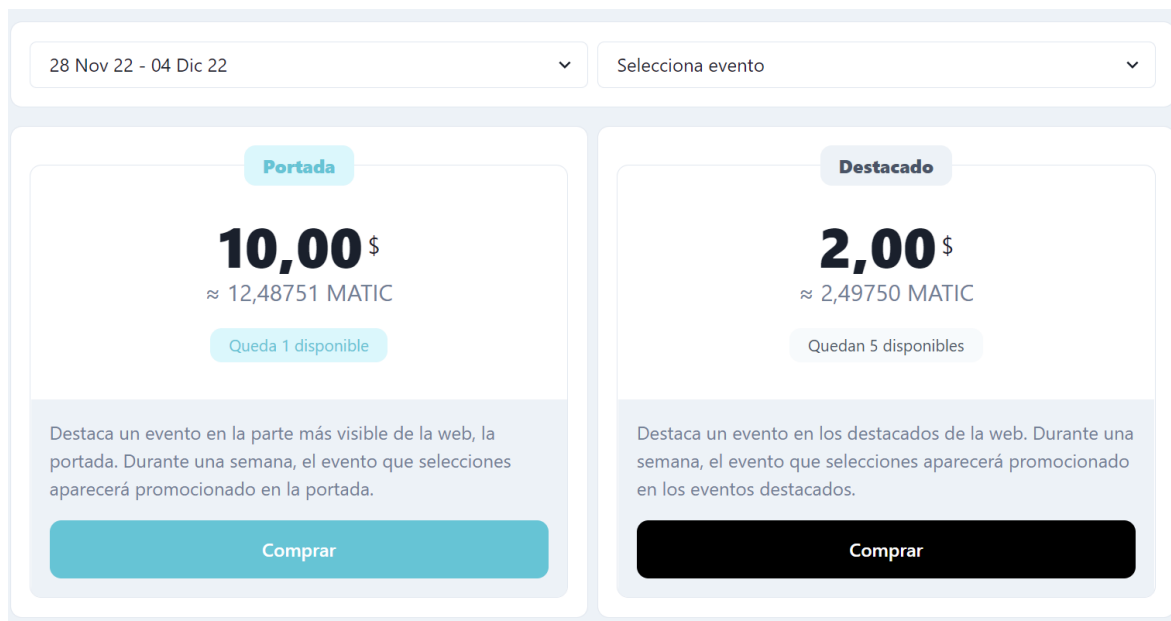 28 Nov 22 - 04 Dic 22
Selecciona evento
Portada
10,00 $
≈ 12,48751 MATIC
Queda 1 disponible
Destaca un evento en la parte más visible de la web, la
portada. Durante una semana, el evento que selecciones
aparecerá promocionado en la portada.
Comprar
Destacado
2,00 $
≈ 2,49750 MATIC
Quedan 5 disponibles
Destaca un evento en los destacados de la web. Durante una
semana, el evento que selecciones aparecerá promocionado
en los eventos destacados.
Comprar